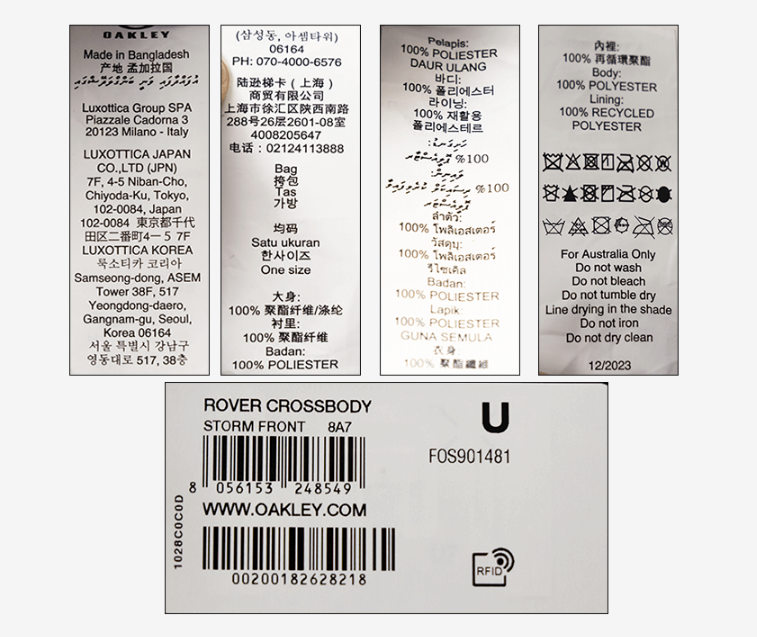 OAKLEY
Made in Bangladesh
产地 孟加拉国
Luxottica Group SPA
Piazzale Cadorna 3
20123 Milano - Italy
LUXOTTICA JAPAN
CO.,LTD (JPN)
7F, 4-5 Niban-Cho,
Chiyoda-Ku, Tokyo,
102-0084, Japan
102-0084 東京都千代
田区二番町4－5 7F
LUXOTTICA KOREA
룩소티카 코리아
Samseong-dong, ASEM
Tower 38F, 517
Yeongdong-daero,
Gangnam-gu, Seoul,
Korea 06164
서울 특별시 강남구
영동대로 517, 38층
(삼성동, 아셈타워)
06164
PH: 070-4000-6576
陆逊梯卡（上海）
商贸有限公司
上海市徐汇区陕西南路
288号26层2601-08室
4008205647
电话：02124113888
Bag
挎包
Tas
가방
均码
Satu ukuran
한사이즈
One size
大身:
100% 聚酯纤维/涤纶
衬里:
100% 聚酯纤维
Badan:
100% POLIESTER
Pelapis:
100% POLIESTER
DAUR ULANG
바디:
100% 폴리에스터
라이닝:
100% 재활용
폴리에스테르
ހަށިގަނޑު:
%100 ޕޮލީއެސްޓަރ
ލައިނިން:
ޕޮލީއެސްޓަރ
ลำตัว:
100% โพลีเอสเตอร์
วัสดุบุ:
100% โพลีเอสเตอร์
รีไซเคิล
Badan:
100% POLIESTER
Lapik:
100% POLIESTER
GUNA SEMULA
衣身
100% 聚酯纖維
內裡:
100% 再循環聚酯
Body:
100% POLYESTER
Lining:
100% RECYCLED
POLYESTER
For Australia Only
Do not wash
Do not bleach
Do not tumble dry
Line drying in the shade
Do not iron
Do not dry clean
12/2023
ROVER CROSSBODY
STORM FRONT 8A7
U
FOS901481
8 056153 248549
WWW.OAKLEY.COM
00200182628218
1028C0C0D
RFID